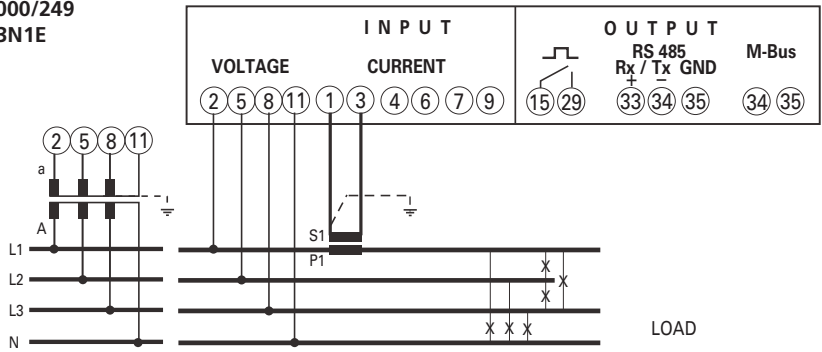 000/249
3N1E
I N P U T
O U T P U T
VOLTAGE
CURRENT
RS 485
Rx / Tx GND
+ –
M-Bus
2 5 8 11 1 3 4 6 7 9 15 29 33 34 35 34 35
2 5 8 11
a
A
S1
P1
L1
L2
L3
N
X
X
X
X X X
LOAD